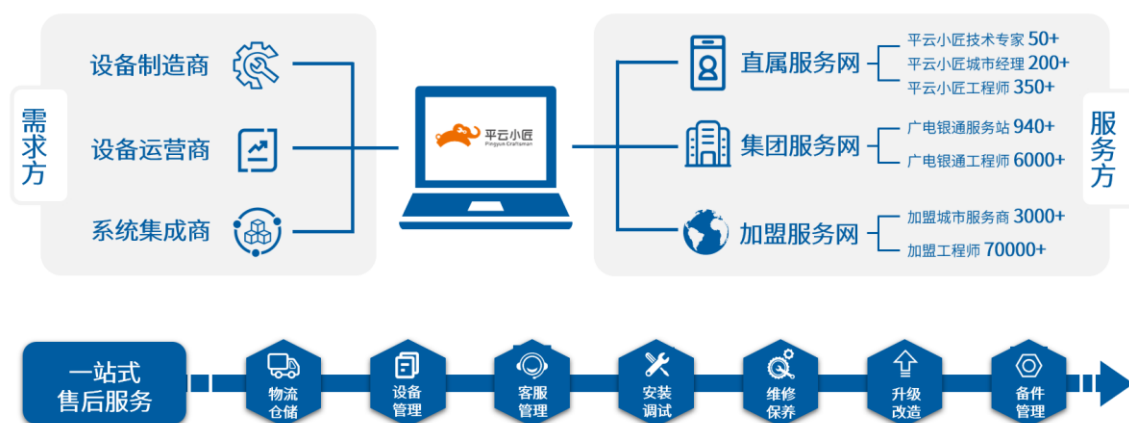 需求方
设备制造商
设备运营商
系统集成商
平云小匠
Pingyun Craftsman
直属服务网
平云小匠技术专家 50+
平云小匠城市经理 200+
平云小匠工程师 350+
集团服务网
广电银通服务站 940+
广电银通工程师 6000+
加盟服务网
加盟城市服务商 3000+
加盟工程师 70000+
服务方
一站式
售后服务
物流
仓储
设备
管理
客服
管理
安装
调试
维修
保养
升级
改造
备件
管理